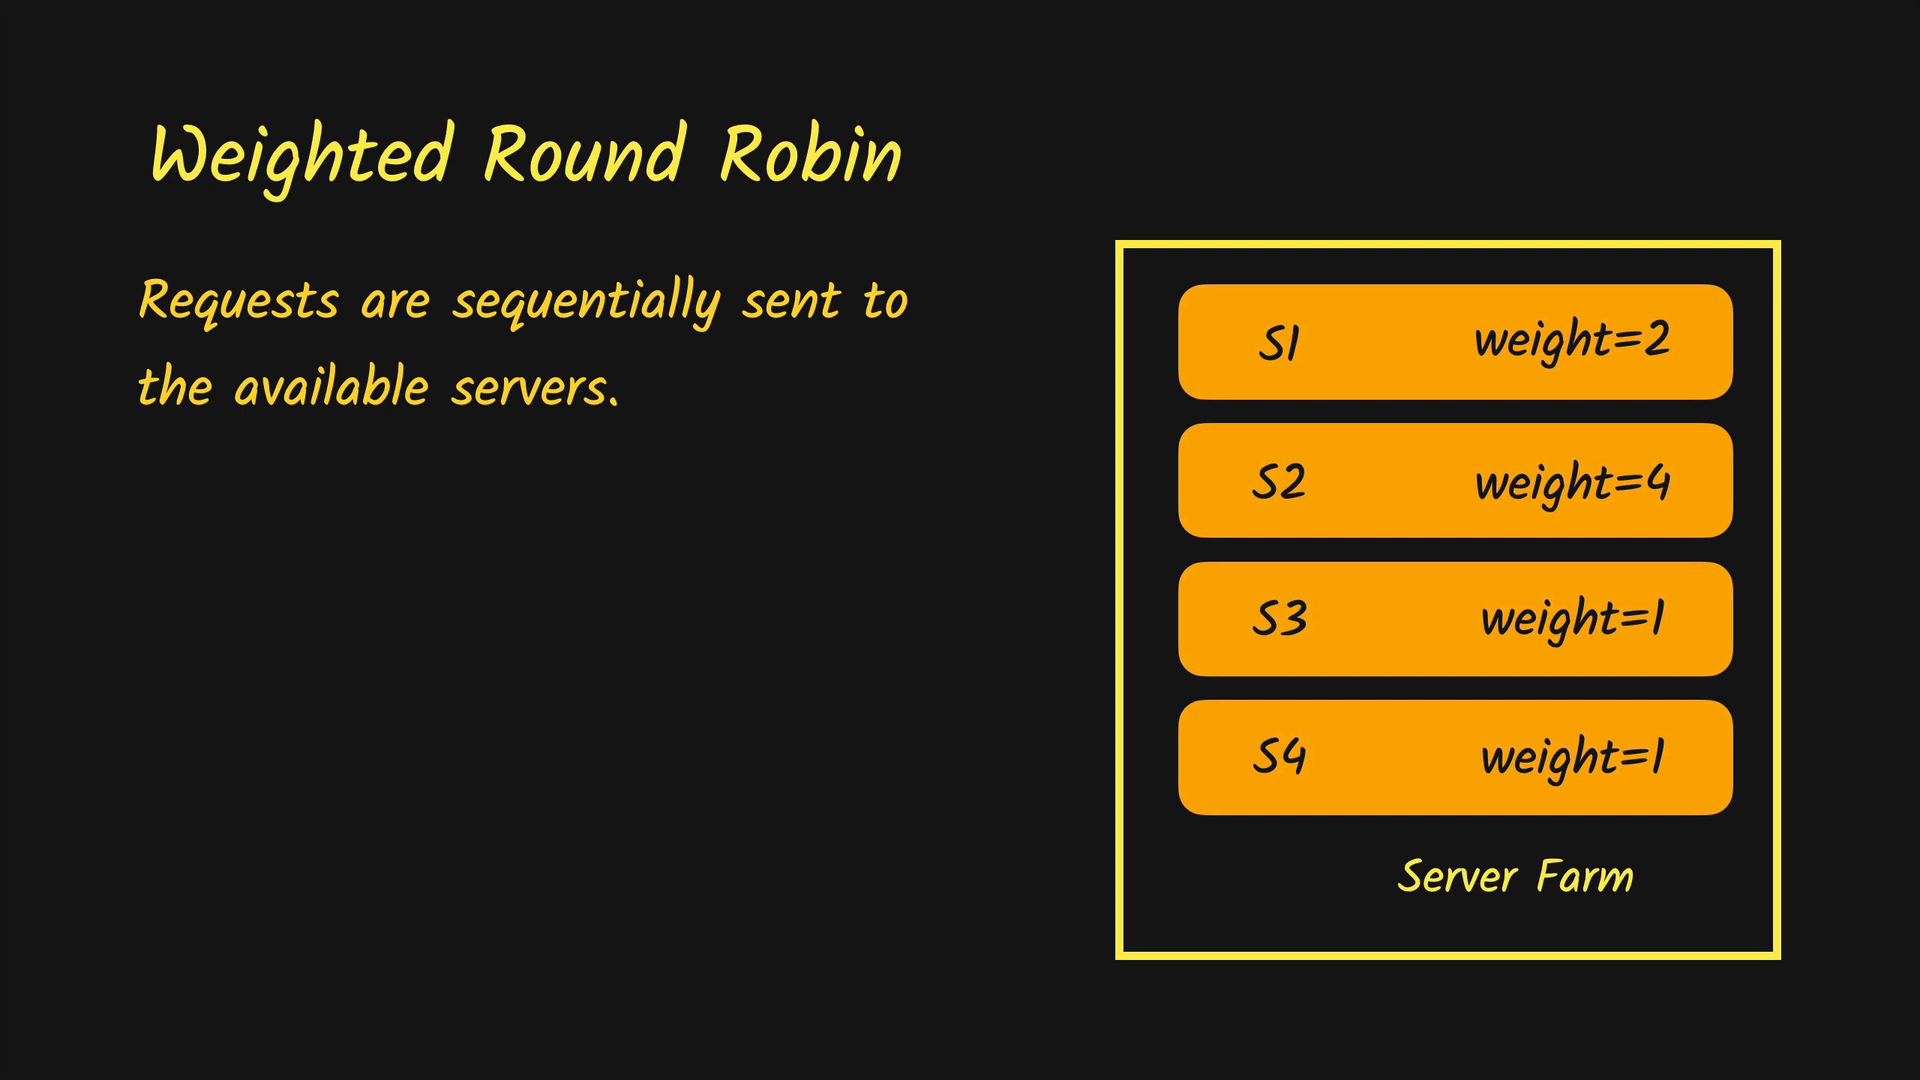 Weighted Round Robin
Requests are sequentially sent to
the available servers.
S1 weight=2
S2 weight=4
S3 weight=1
S4 weight=1
Server Farm